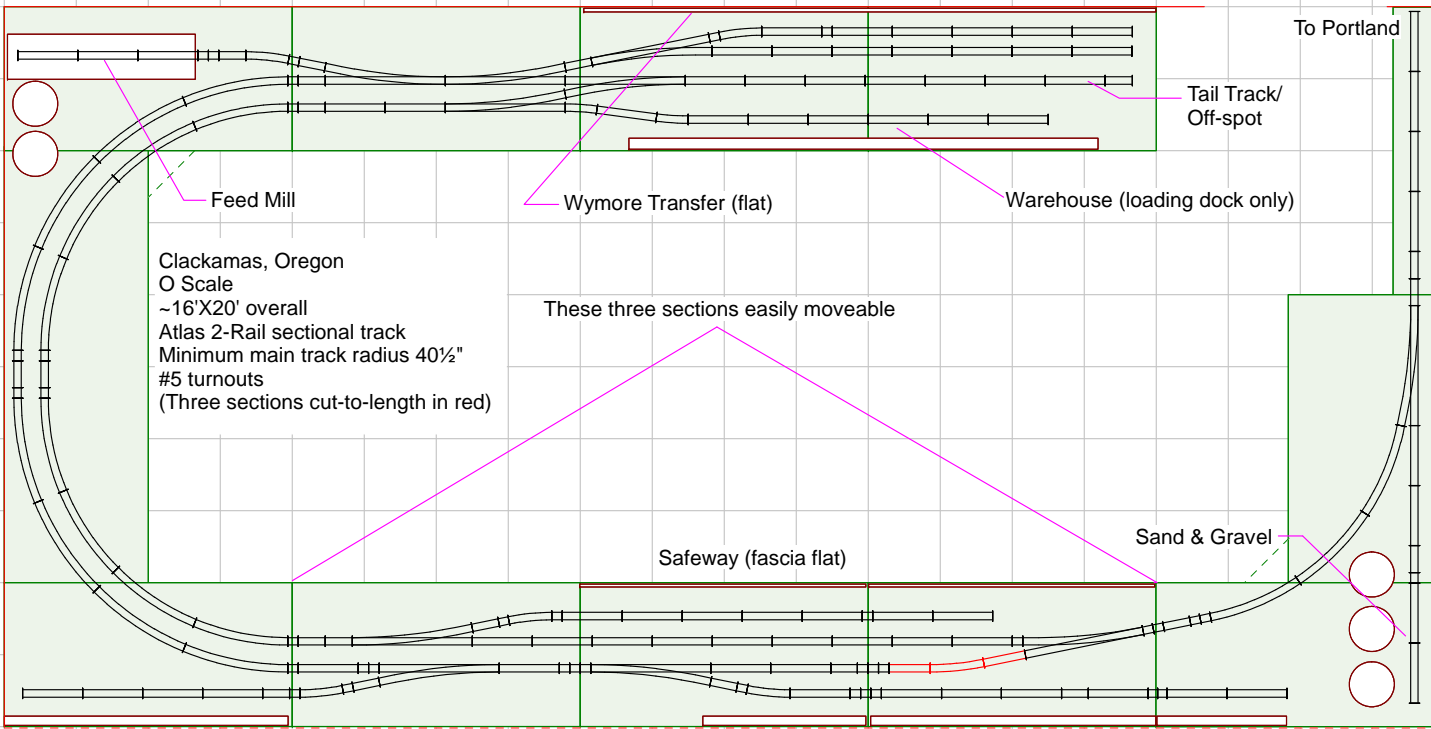 To Portland
Tail Track/
Off-spot
Feed Mill
Wymore Transfer (flat)
Warehouse (loading dock only)
Clackamas, Oregon
O Scale
~16'X20' overall
Atlas 2-Rail sectional track
Minimum main track radius 40½"
#5 turnouts
(Three sections cut-to-length in red)
These three sections easily moveable
Sand & Gravel
Safeway (fascia flat)